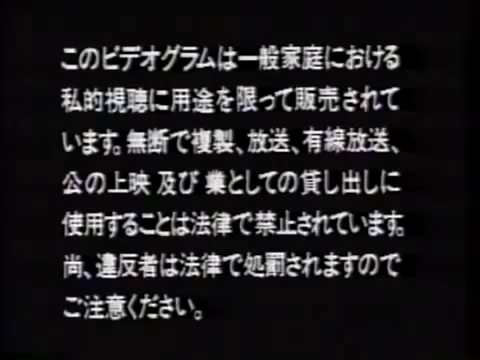 このビデオグラムは一般家庭における
私的視聴に用途を限って販売されて
います。無断で複製、放送、有線放送、
公の上映 及び 業としての貸し出しに
使用することは法律で禁止されています。
尚、違反者は法律で処罰されますので
ご注意ください。